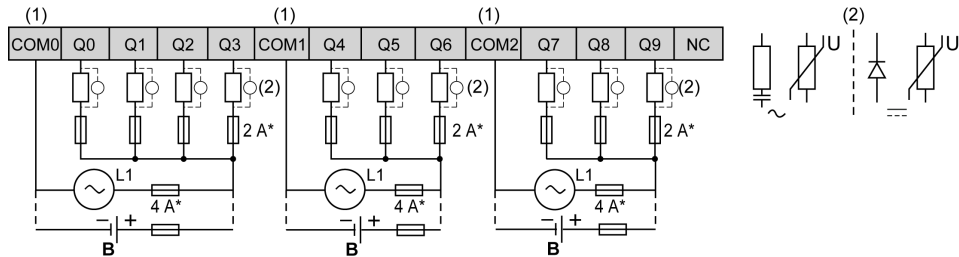 (1) (1) (1) (2)
COM0 Q0 Q1 Q2 Q3 COM1 Q4 Q5 Q6 COM2 Q7 Q8 Q9 NC
U U
(2) (2) (2)
2 A* 2 A* 2 A*
L1 L1 L1
4 A* 4 A* 4 A*
− + − + − +
B B B